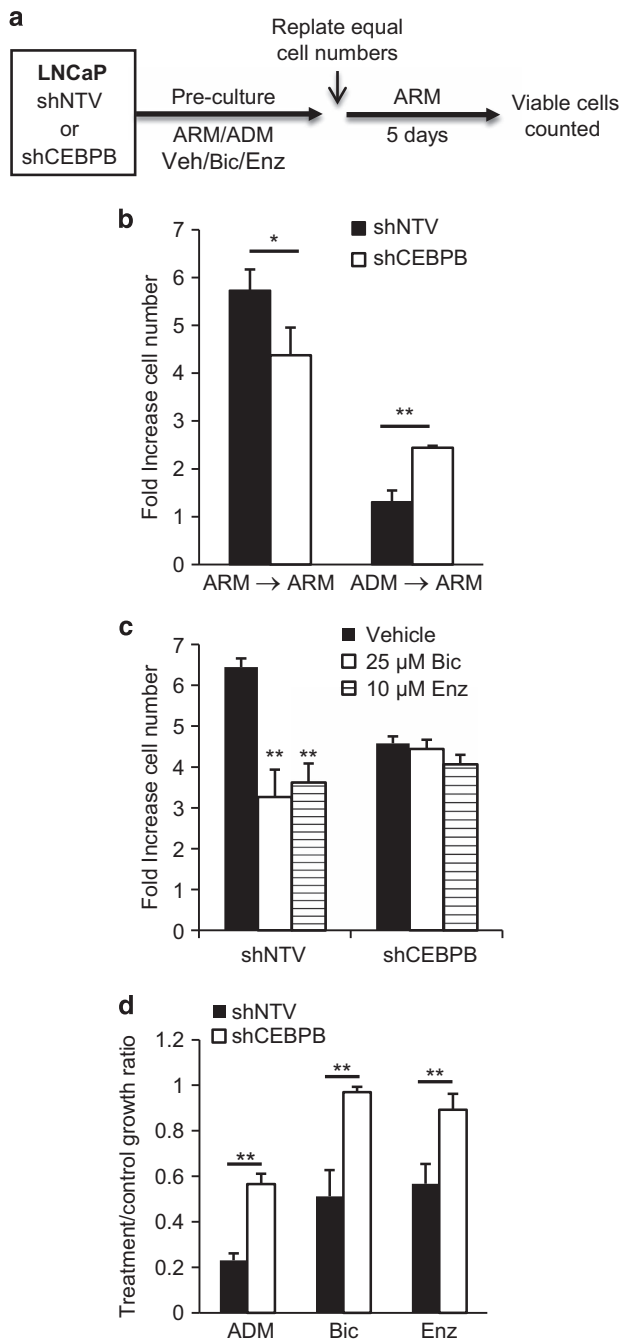 a
Replate equal
cell numbers
LNCaP
shNTV
or
shCEBPB
Pre-culture
ARM/ADM
Veh/Bic/Enz
ARM
5 days
Viable cells
counted
b
Fold Increase cell number
7
6
5
4
3
2
1
0
shNTV
shCEBPB
*
**
ARM → ARM
ADM → ARM
c
Fold Increase cell number
7
6
5
4
3
2
1
0
Vehicle
25 µM Bic
10 µM Enz
** **
shNTV
shCEBPB
d
Treatment/control growth ratio
1.2
1
0.8
0.6
0.4
0.2
0
shNTV
shCEBPB
**
**
**
ADM
Bic
Enz